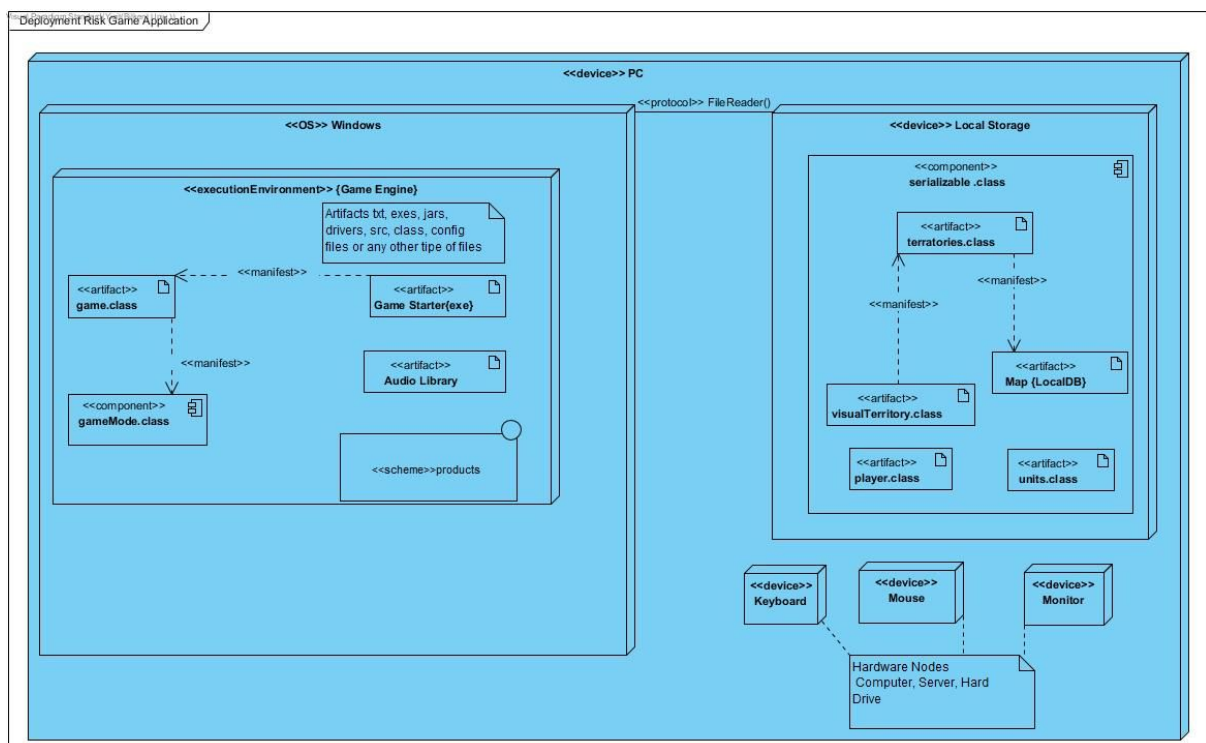 Deployment Risk Game Application
<<device>> PC
<<protocol>> FileReader()
<<OS>> Windows
<<executionEnvironment>> {Game Engine}
Artifacts txt, exes, jars,
drivers, src, class, config
files or any other tipe of files
<<manifest>>
<<artifact>>
game.class
<<artifact>>
Game Starter{exe}
<<manifest>>
<<artifact>>
Audio Library
<<component>>
gameMode.class
<<scheme>>products
<<device>> Local Storage
<<component>>
serializable .class
<<artifact>>
terratories.class
<<manifest>>
<<manifest>>
<<artifact>>
Map {LocalDB}
<<artifact>>
visualTerritory.class
<<artifact>>
player.class
<<artifact>>
units.class
<<device>>
Keyboard
<<device>>
Mouse
<<device>>
Monitor
Hardware Nodes
Computer, Server, Hard
Drive